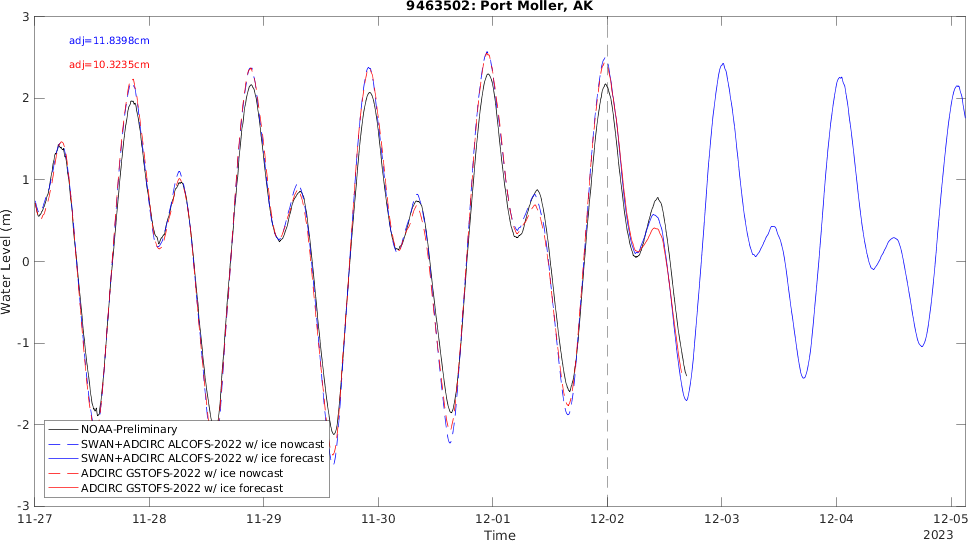 9463502: Port Moller, AK
3
2
1
0
-1
-2
-3
Water Level (m)
adj=11.8398cm
adj=10.3235cm
NOAA-Preliminary
SWAN+ADCIRC ALCOFS-2022 w/ ice nowcast
SWAN+ADCIRC ALCOFS-2022 w/ ice forecast
ADCIRC GSTOFS-2022 w/ ice nowcast
ADCIRC GSTOFS-2022 w/ ice forecast
11-27 11-28 11-29 11-30 12-01 12-02 12-03 12-04 12-05
Time
2023